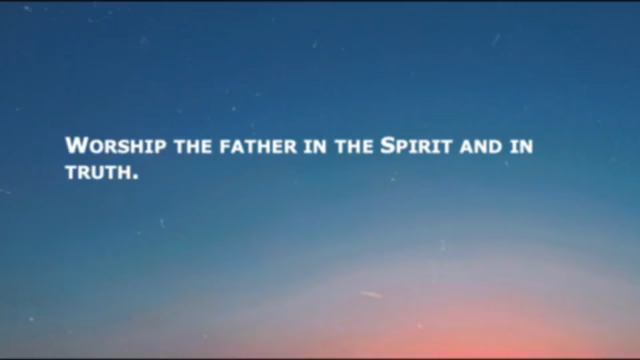 Worship the father in the Spirit and in
truth.